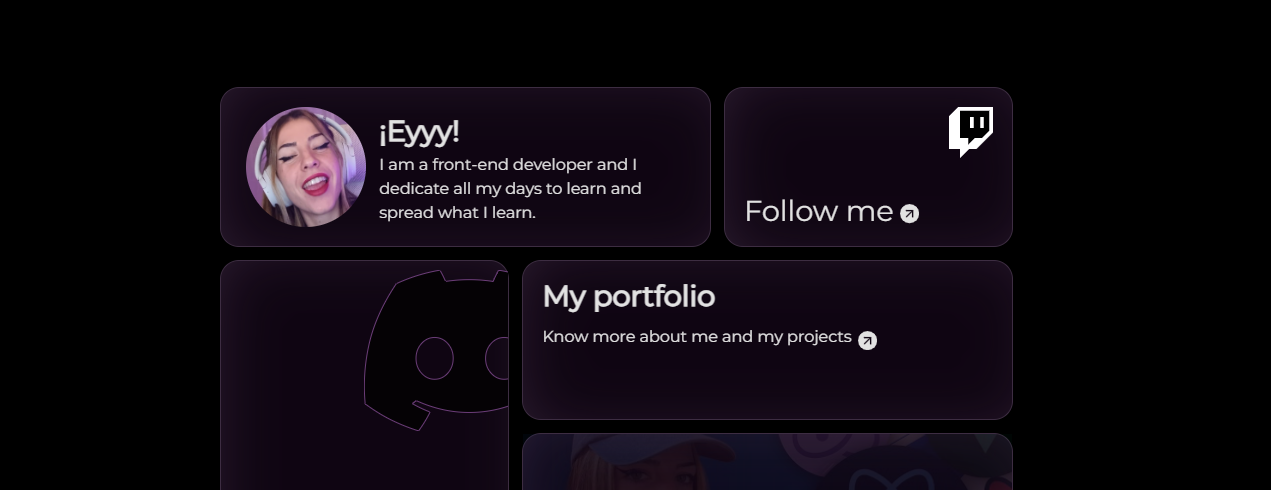 ¡Eyyy!
I am a front-end developer and I
dedicate all my days to learn and
spread what I learn.
Follow me
My portfolio
Know more about me and my projects